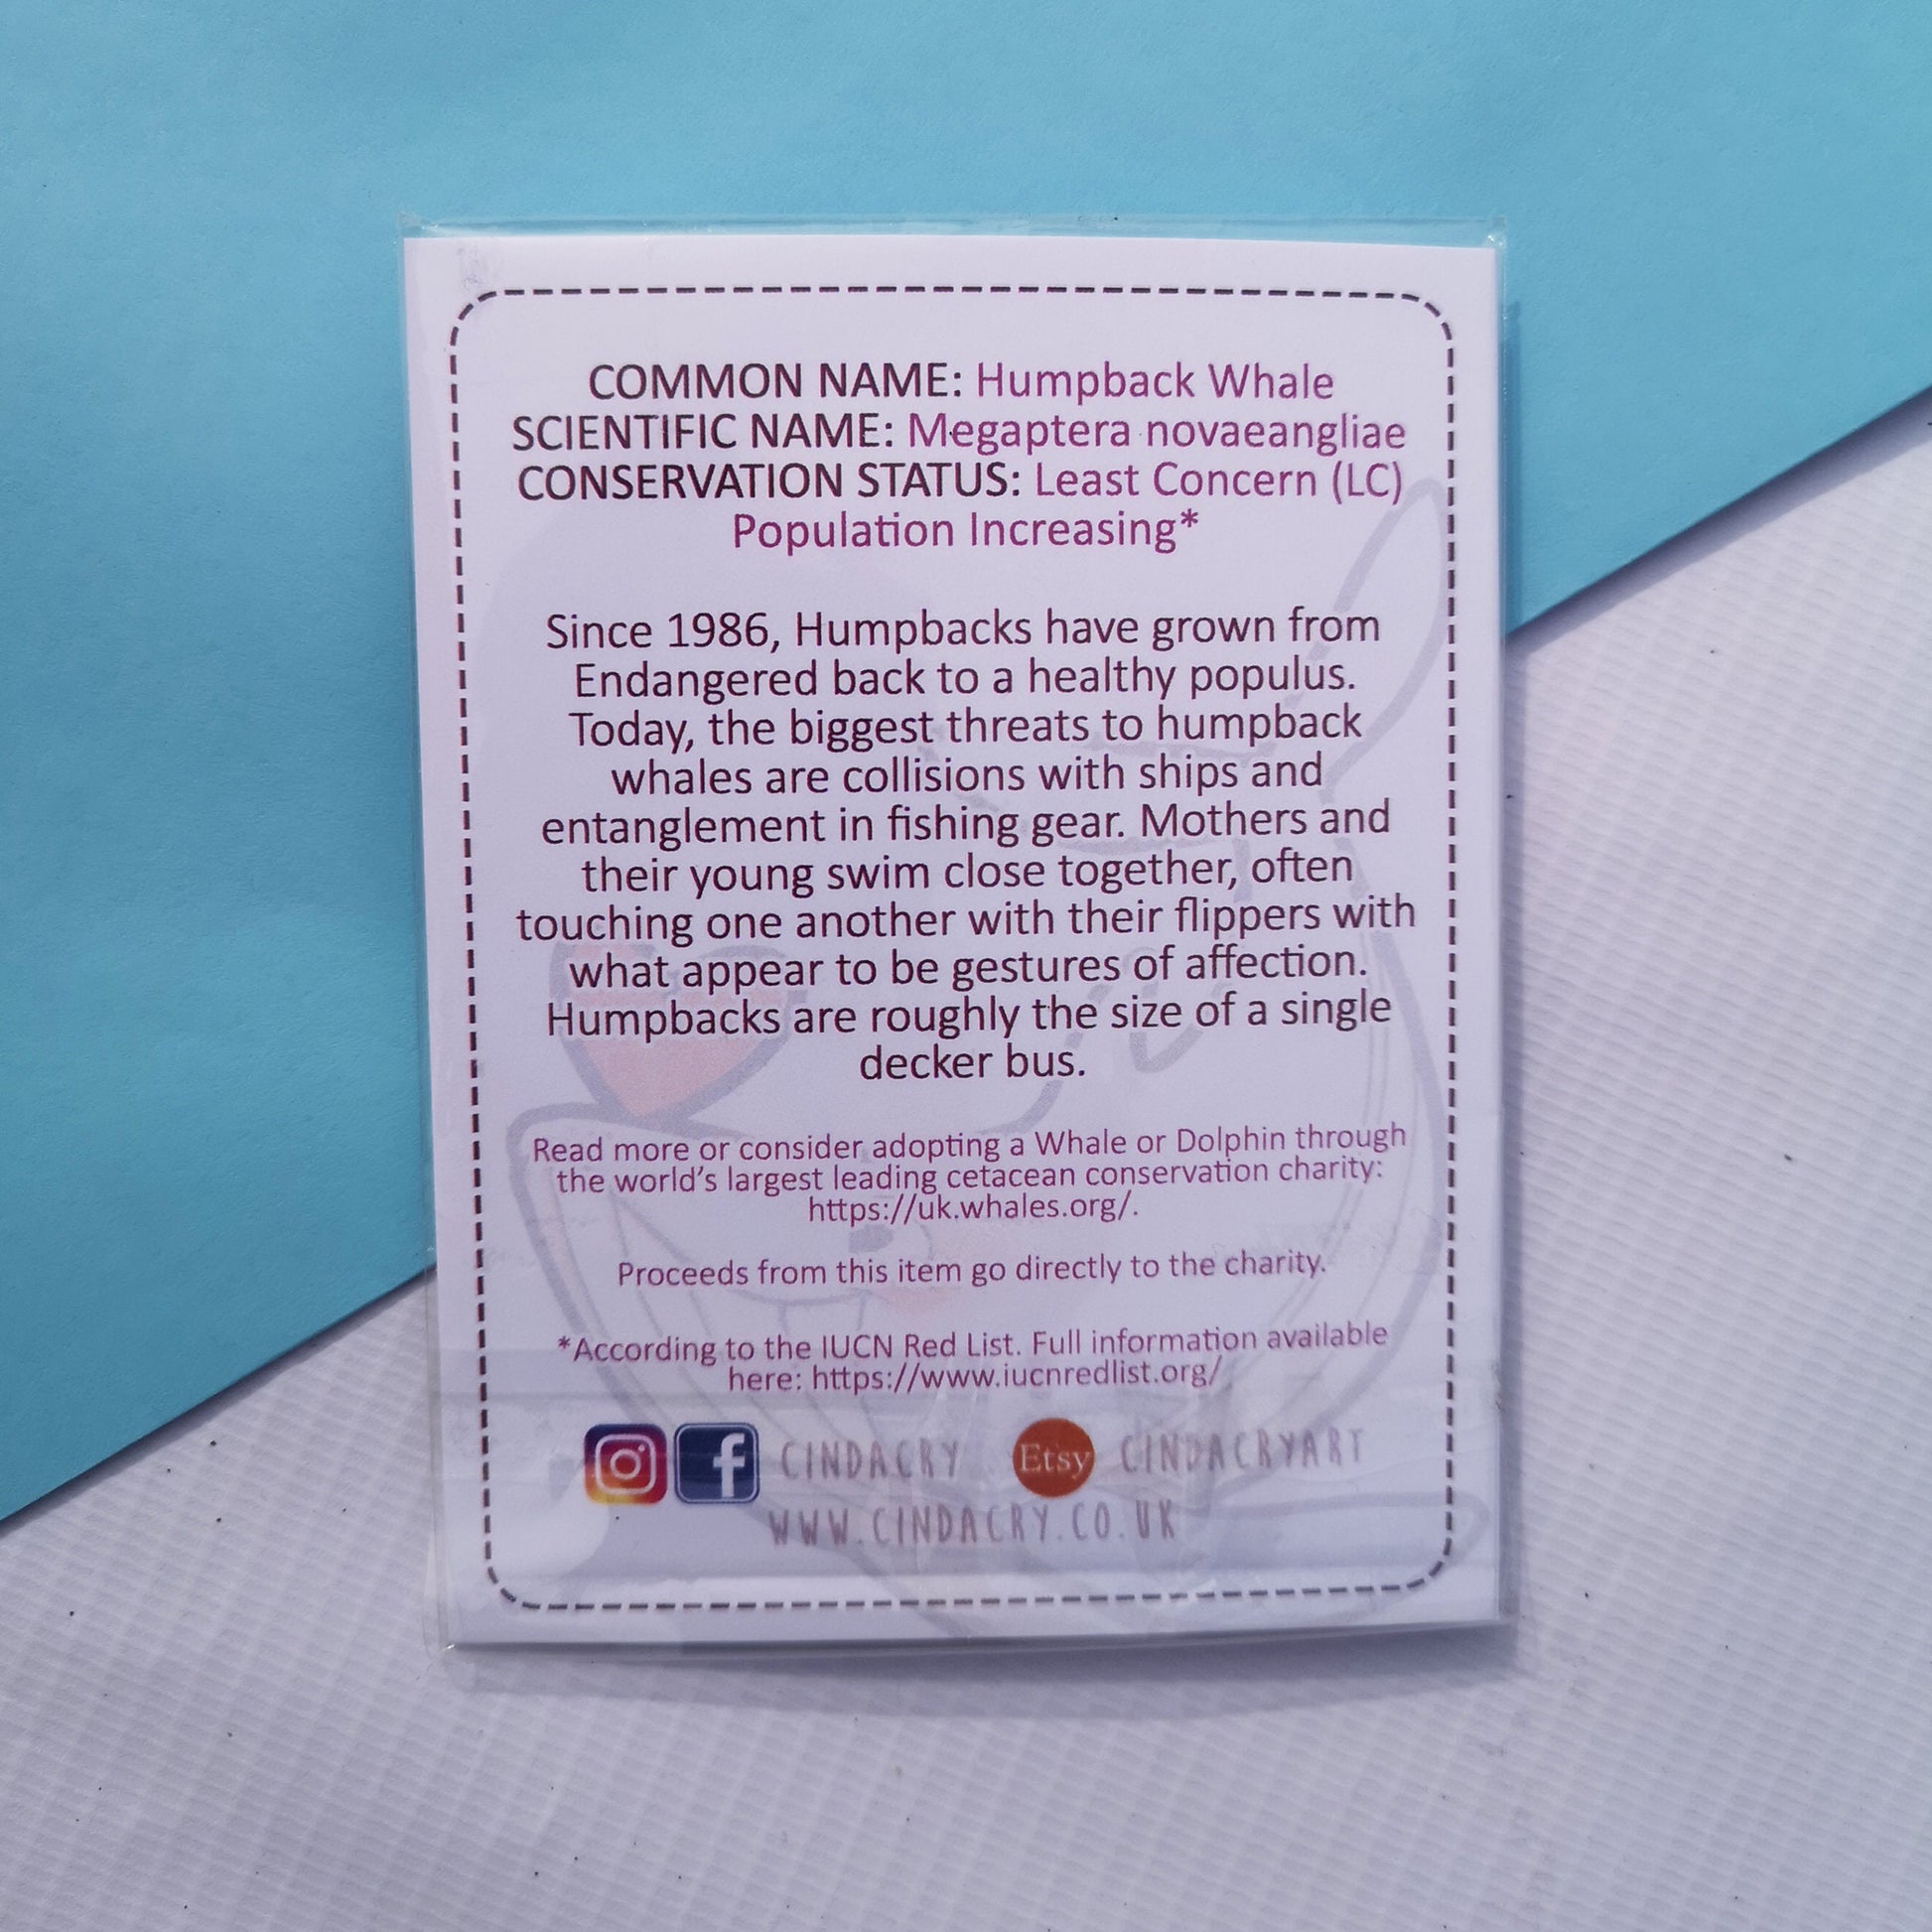 COMMON NAME: Humpback Whale
SCIENTIFIC NAME: Megaptera novaeangliae
CONSERVATION STATUS: Least Concern (LC)
Population Increasing*
Since 1986, Humpbacks have grown from
Endangered back to a healthy populus.
Today, the biggest threats to humpback
whales are collisions with ships and
entanglement in fishing gear. Mothers and
their young swim close together, often
touching one another with their flippers with
what appear to be gestures of affection.
Humpbacks are roughly the size of a single
decker bus.
Read more or consider adopting a Whale or Dolphin through
the world's largest leading cetacean conservation charity:
https://uk.whales.org/.
Proceeds from this item go directly to the charity.
*According to the IUCN Red List. Full information available
here: https://www.iucnredlist.org/
f CINDACRY Etsy CINDACRYART
WWW.CINDACRY.CO.UK